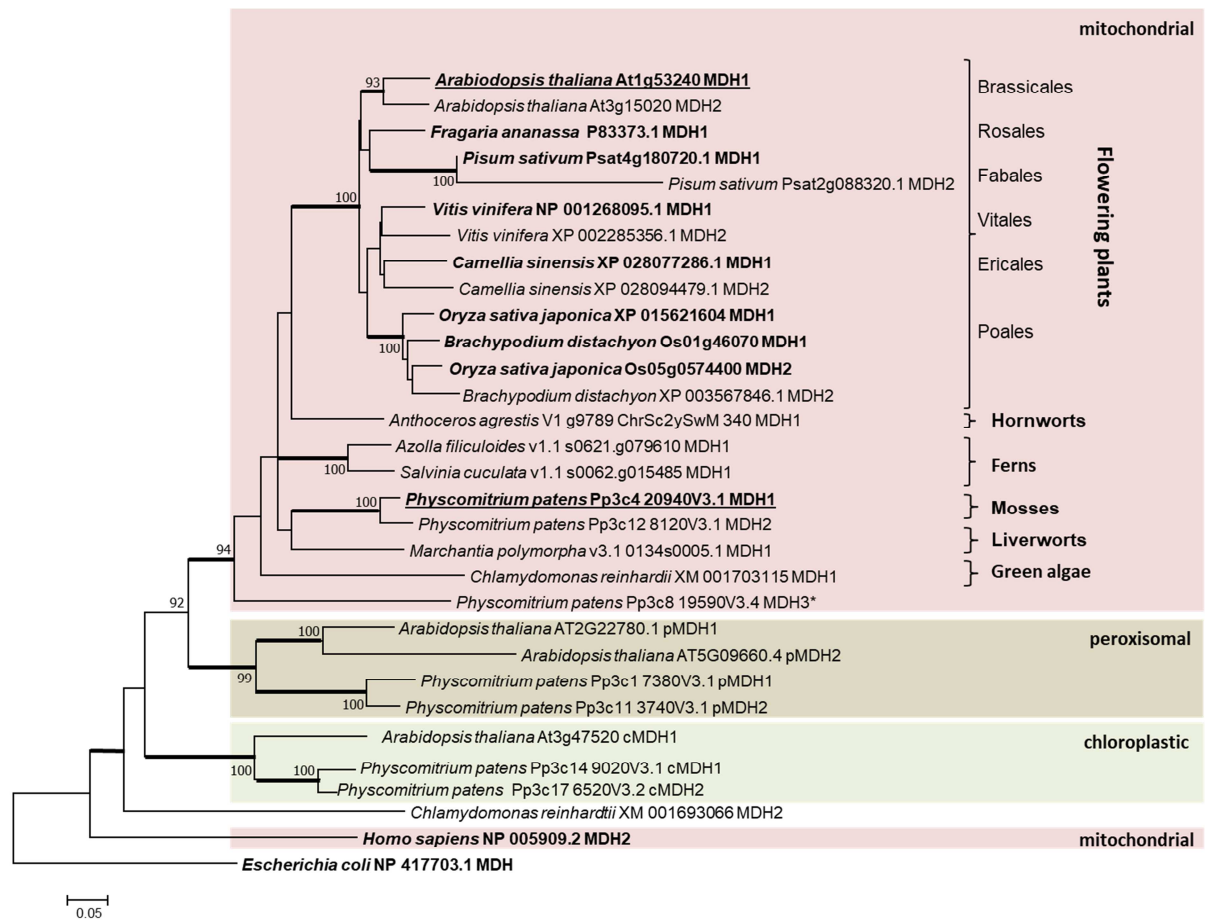 mitochondrial
93
Arabiodopsis thaliana At1g53240 MDH1
Brassicales
Arabidopsis thaliana At3g15020 MDH2
Fragaria ananassa P83373.1 MDH1
Rosales
Pisum sativum Psat4g180720.1 MDH1
100
Pisum sativum Psat2g088320.1 MDH2
Fabales
100
Vitis vinifera NP 001268095.1 MDH1
Vitales
Vitis vinifera XP 002285356.1 MDH2
Camellia sinensis XP 028077286.1 MDH1
Ericales
Camellia sinensis XP 028094479.1 MDH2
Flowering plants
Oryza sativa japonica XP 015621604 MDH1
Poales
100
Brachypodium distachyon Os01g46070 MDH1
Oryza sativa japonica Os05g0574400 MDH2
Brachypodium distachyon XP 003567846.1 MDH2
Anthoceros agrestis V1 g9789 ChrSc2ySwM 340 MDH1
Hornworts
Azolla filiculoides v1.1 s0621.g079610 MDH1
100
Ferns
Salvinia cuculata v1.1 s0062.g015485 MDH1
100
Physcomitrium patens Pp3c4 20940V3.1 MDH1
Mosses
Physcomitrium patens Pp3c12 8120V3.1 MDH2
Marchantia polymorpha v3.1 0134s0005.1 MDH1
Liverworts
94
Chlamydomonas reinhardii XM 001703115 MDH1
Green algae
Physcomitrium patens Pp3c8 19590V3.4 MDH3*
92
100
Arabidopsis thaliana AT2G22780.1 pMDH1
peroxisomal
Arabidopsis thaliana AT5G09660.4 pMDH2
99
Physcomitrium patens Pp3c1 7380V3.1 pMDH1
100
Physcomitrium patens Pp3c11 3740V3.1 pMDH2
Arabidopsis thaliana At3g47520 cMDH1
chloroplastic
100
100
Physcomitrium patens Pp3c14 9020V3.1 cMDH1
Physcomitrium patens Pp3c17 6520V3.2 cMDH2
Chlamydomonas reinhardtii XM 001693066 MDH2
Homo sapiens NP 005909.2 MDH2
mitochondrial
Escherichia coli NP 417703.1 MDH
0.05